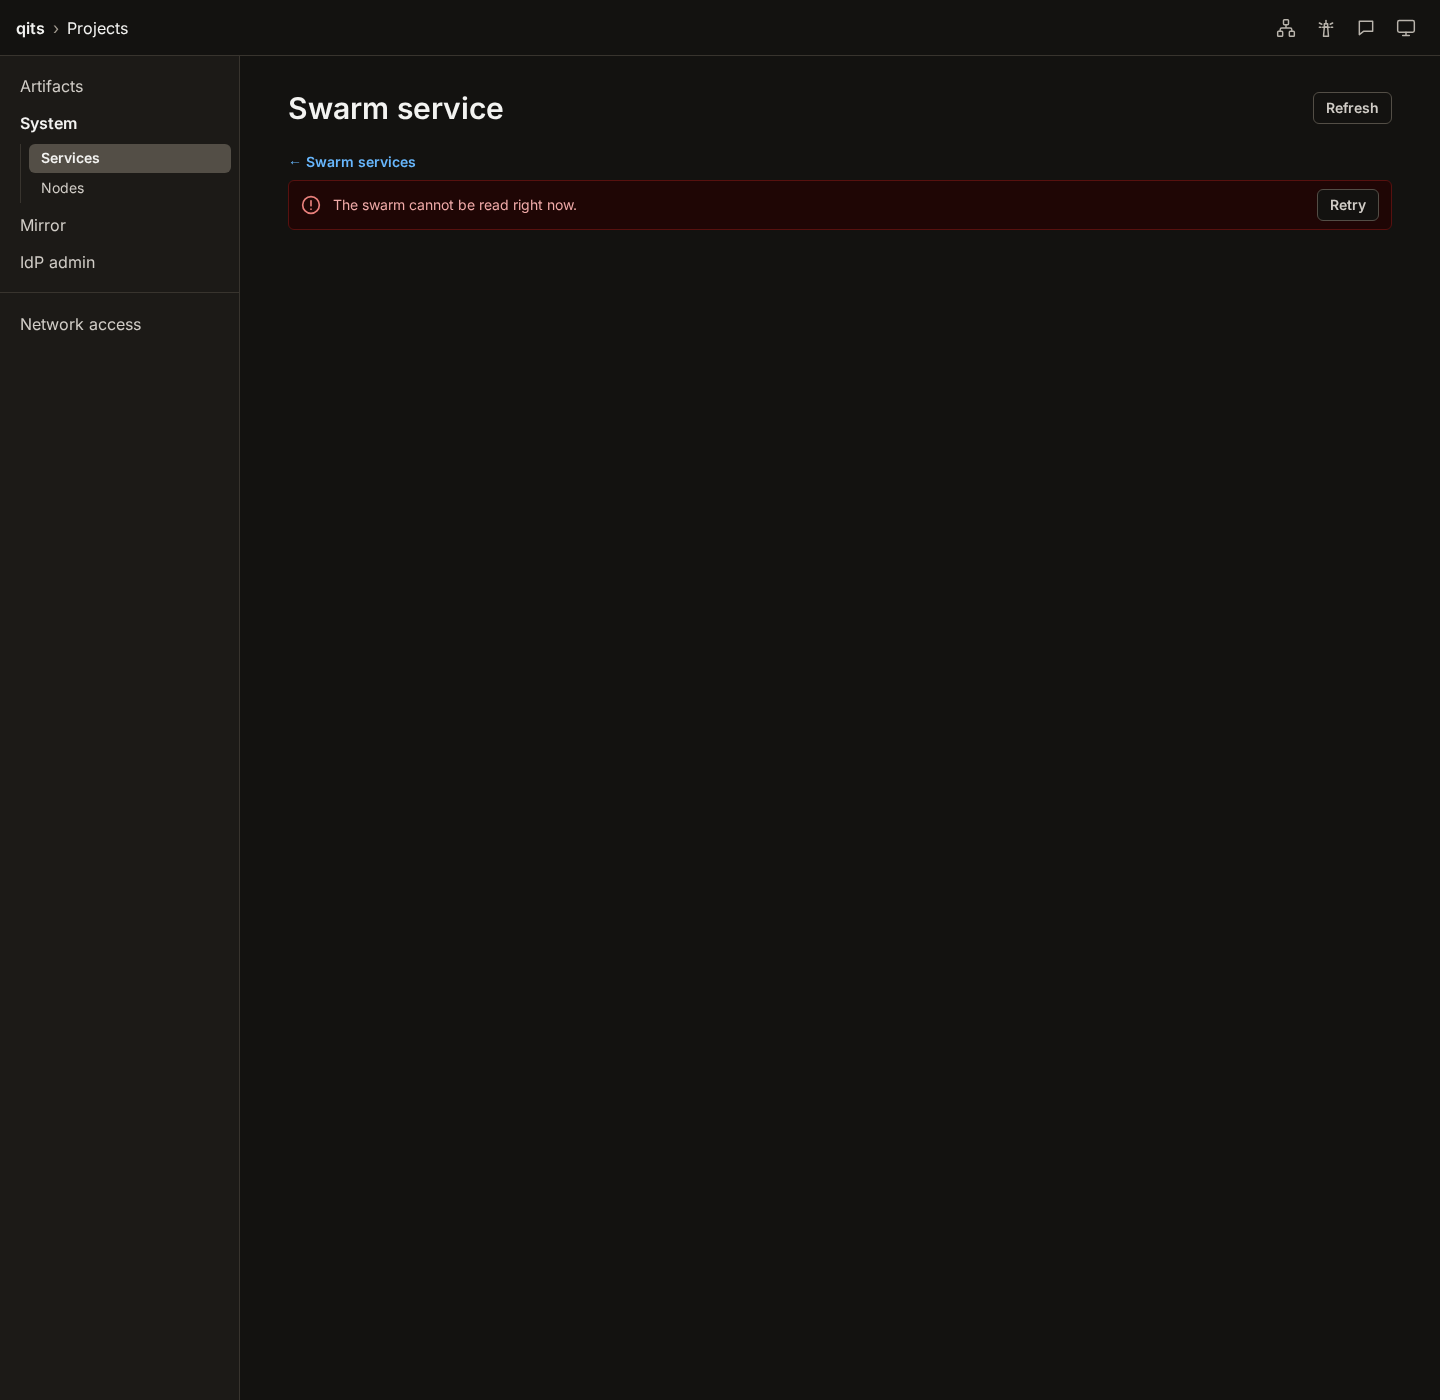 qits › Projects
Artifacts
System
Services
Nodes
Mirror
IdP admin
Network access
Swarm service
Refresh
← Swarm services
The swarm cannot be read right now.
Retry